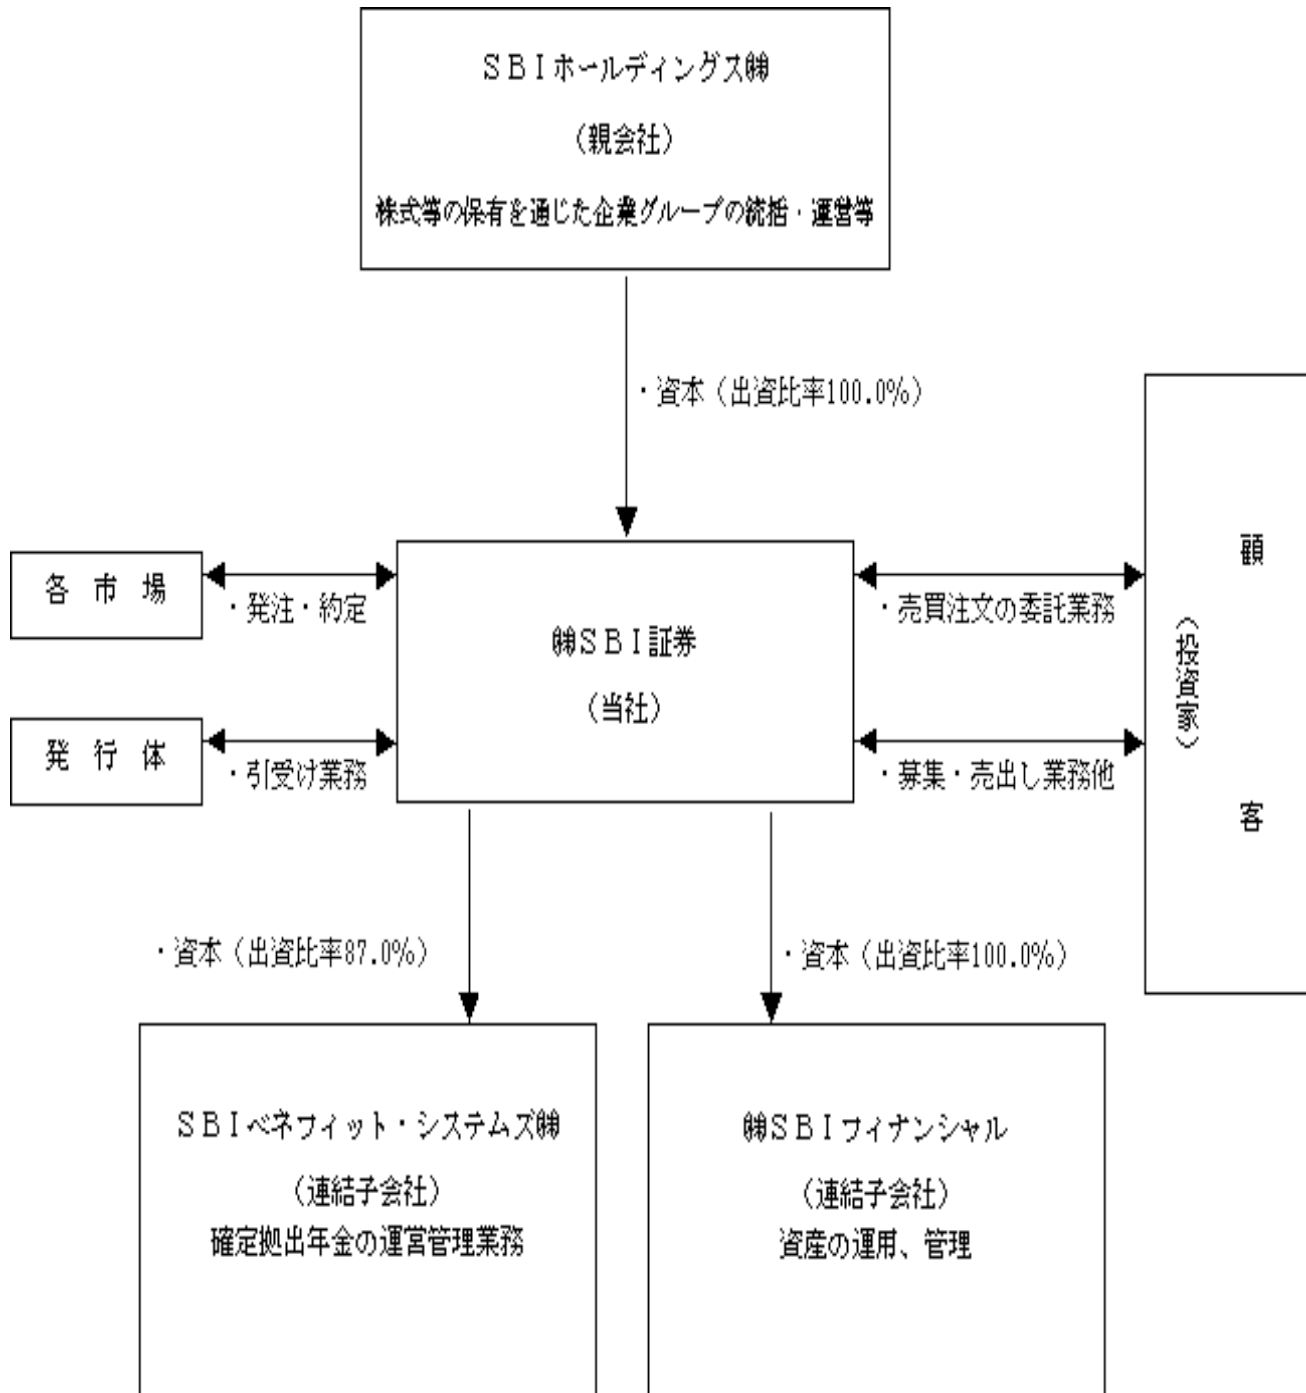 ＳＢＩホールディングス㈱
（親会社）
株式等の保有を通じた企業グループの統括・運営等
・資本（出資比率100.0％）
各市場
・発注・約定
発行体
・引受け業務
㈱ＳＢＩ証券
（当社）
・売買注文の委託業務
・募集・売出し業務他
顧客
（投資家）
・資本（出資比率87.0％）
・資本（出資比率100.0％）
ＳＢＩベネフィット・システムズ㈱
（連結子会社）
確定拠出年金の運営管理業務
㈱ＳＢＩフィナンシャル
（連結子会社）
資産の運用、管理